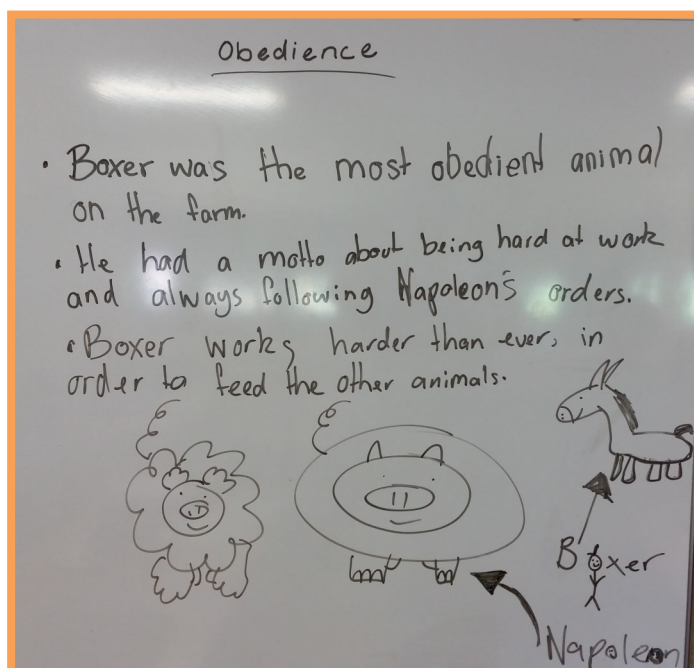 Obedience
• Boxer was the most obedient animal
on the farm.
• He had a motto about being hard at work
and always following Napoleon's orders.
• Boxer works harder than ever, in
order to feed the other animals.
Boxer
Napoleon